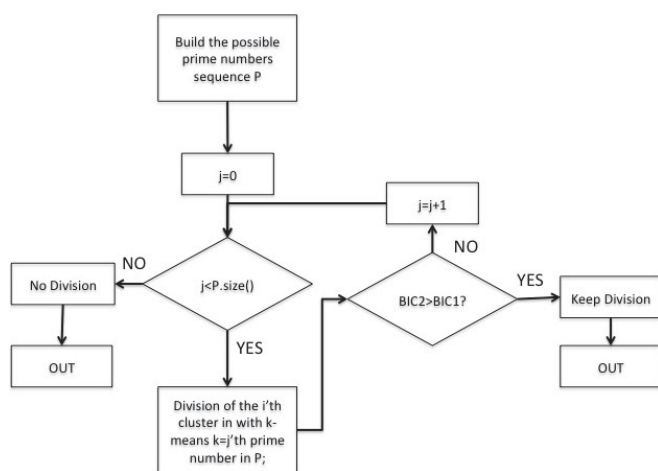 Build the possible
prime numbers
sequence P
j=0
j=j+1
NO
NO
YES
No Division
j<P.size()
BIC2>BIC1?
Keep Division
YES
OUT
OUT
Division of the i'th
cluster in with k-
means k=j'th prime
number in P;